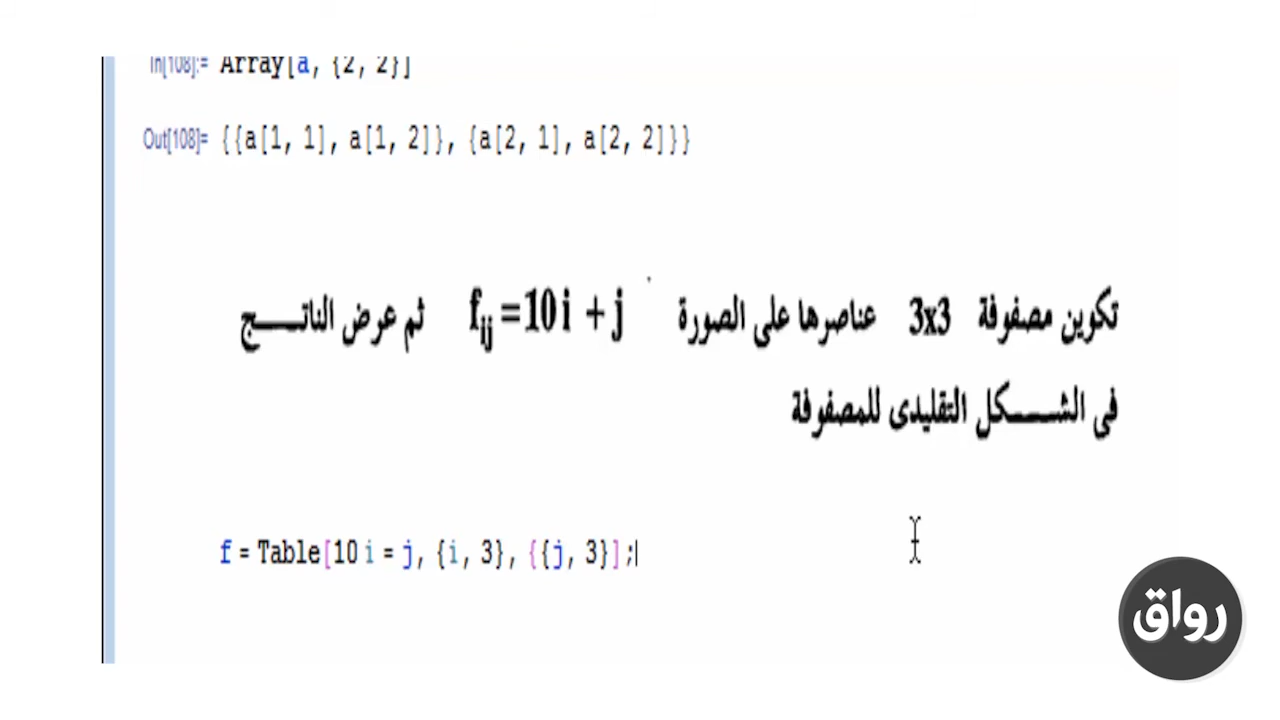 In[108]:= Array[a, {2, 2}]
Out[108]= {{a[1, 1], a[1, 2]}, {a[2, 1], a[2, 2]}}
تكوين مصفوفة 3x3 عناصرها على الصورة fij =10 i + j ثم عرض الناتـــج
فى الشـــكل التقليدى للمصفوفة
f = Table[10 i = j, {i, 3}, {{j, 3}];
رواق